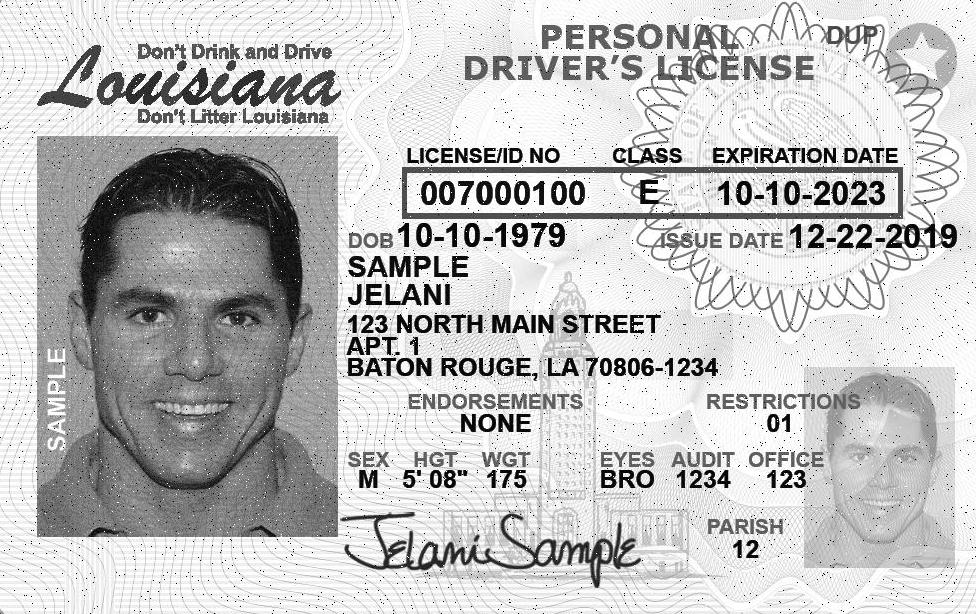 Don't Drink and Drive
Louisiana
Don't Litter Louisiana
PERSONAL DUP
DRIVER'S LICENSE
LICENSE/ID NO CLASS EXPIRATION DATE
007000100 E 10-10-2023
DOB 10-10-1979 ISSUE DATE 12-22-2019
SAMPLE
JELANI
123 NORTH MAIN STREET
APT. 1
BATON ROUGE, LA 70806-1234
ENDORSEMENTS RESTRICTIONS
NONE 01
SEX HGT WGT EYES AUDIT OFFICE
M 5' 08" 175 BRO 1234 123
PARISH
12
Jelani Sample
SAMPLE